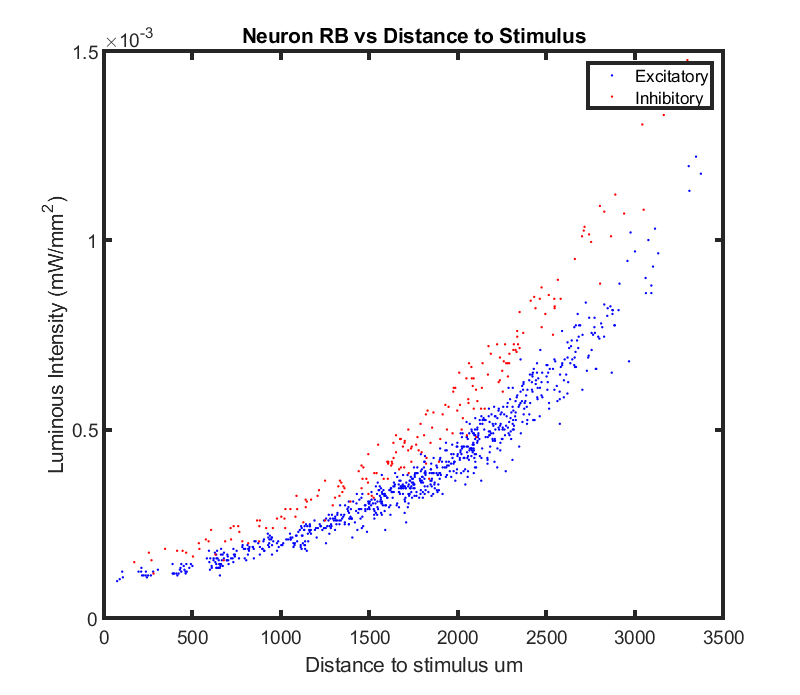 Neuron RB vs Distance to Stimulus
×10-3
Excitatory
Inhibitory
1.5
1
0.5
0
Luminous Intensity (mW/mm2)
0 500 1000 1500 2000 2500 3000 3500
Distance to stimulus um